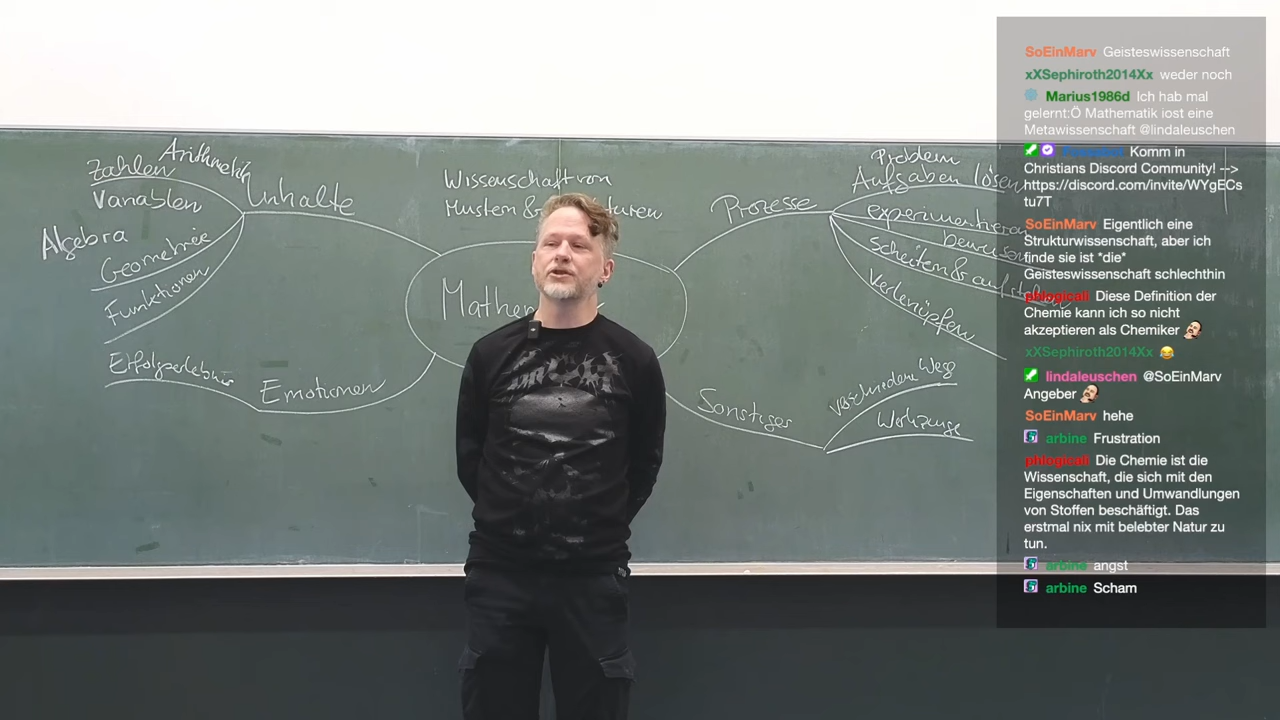 Zahlen
Arithmetik
Variablen
Algebra
Geometrie
Funktionen
Inhalte
Erfolgserlebnis
Emotionen
Wissenschaft von
Mustern &
Mathe
Prozesse
Problem
Aufgaben lösen
experimentieren
beweisen
Verknüpfen
Sonstiges
verschiedene Wege
Werkzeuge
SoEinMarv Geisteswissenschaft
xXSephiroth2014Xx weder noch
Marius1986d Ich hab mal
gelernt:Ö Mathematik iost eine
Metawissenschaft @lindaleuschen
Komm in
Christians Discord Community! -->
https://discord.com/invite/WYgECs
tu7T
SoEinMarv Eigentlich eine
Strukturwissenschaft, aber ich
finde sie ist *die*
Geisteswissenschaft schlechthin
phlogicall Diese Definition der
Chemie kann ich so nicht
akzeptieren als Chemiker
xXSephiroth2014Xx 😂
lindaleuschen @SoEinMarv
Angeber
SoEinMarv hehe
arbine Frustration
phlogicall Die Chemie ist die
Wissenschaft, die sich mit den
Eigenschaften und Umwandlungen
von Stoffen beschäftigt. Das
erstmal nix mit belebter Natur zu
tun.
arbine angst
arbine Scham